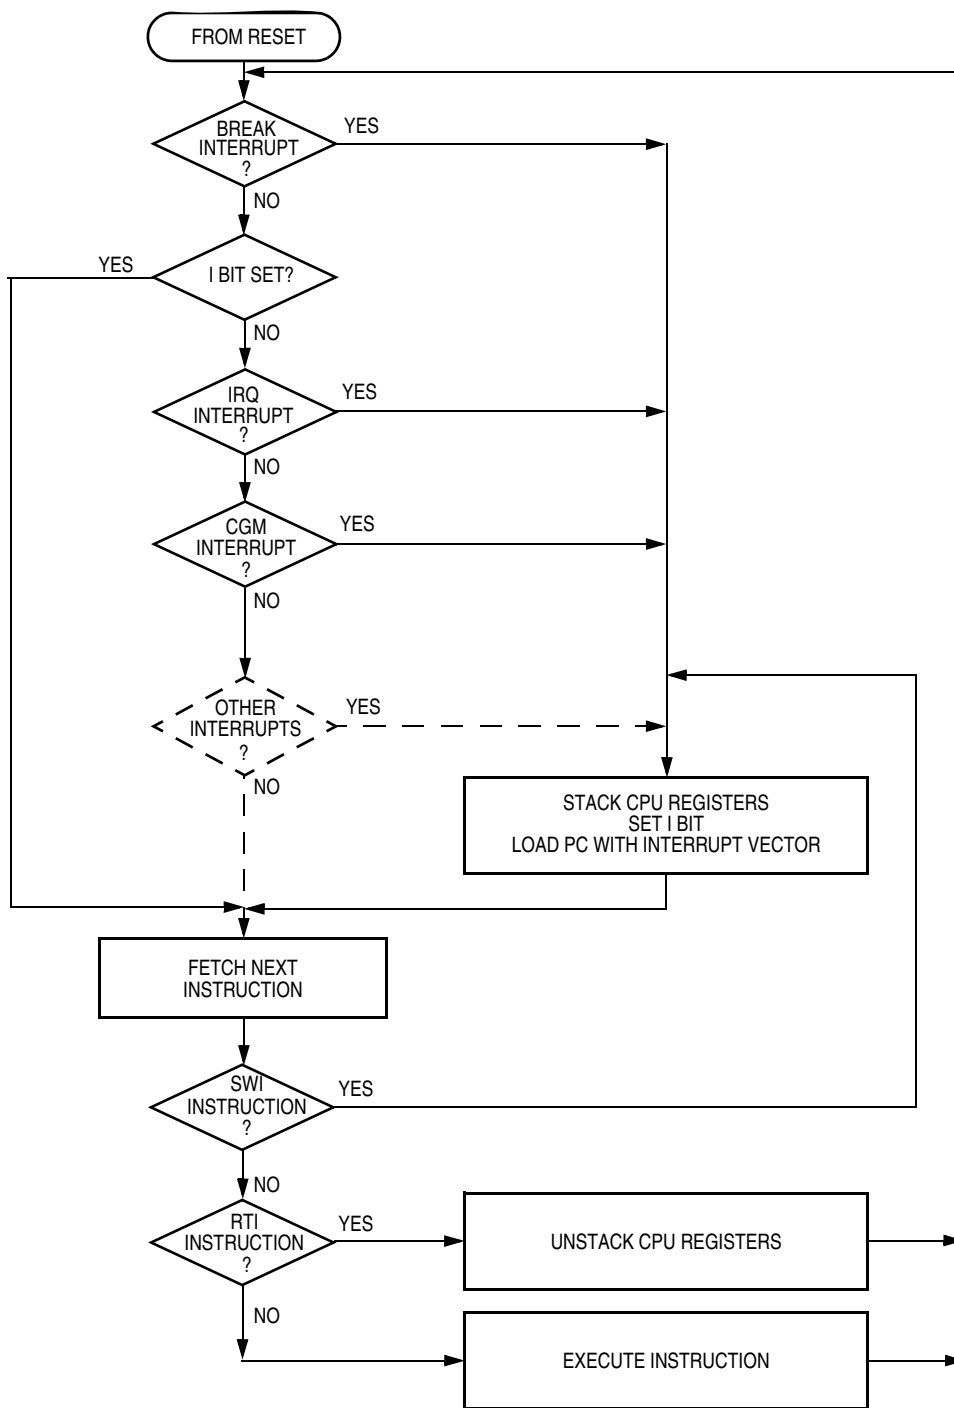 FROM RESET
BREAK
INTERRUPT
?
YES
NO
YES
I BIT SET?
NO
IRQ
INTERRUPT
?
YES
NO
CGM
INTERRUPT
?
YES
NO
OTHER
INTERRUPTS
?
YES
NO
STACK CPU REGISTERS
SET I BIT
LOAD PC WITH INTERRUPT VECTOR
FETCH NEXT
INSTRUCTION
SWI
INSTRUCTION
?
YES
NO
RTI
INSTRUCTION
?
YES
UNSTACK CPU REGISTERS
NO
EXECUTE INSTRUCTION